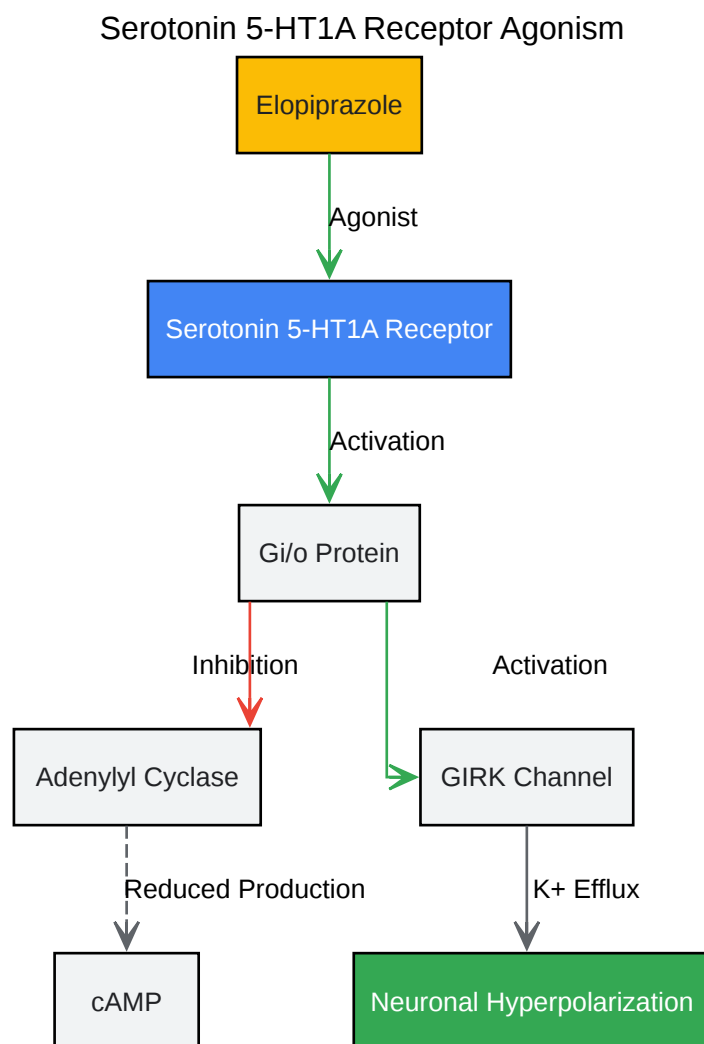 Serotonin 5-HT1A Receptor Agonism
Elopiprazole
Agonist
Serotonin 5-HT1A Receptor
Activation
Gi/o Protein
Inhibition
Activation
Adenylyl Cyclase
GIRK Channel
Reduced Production
K+ Efflux
cAMP
Neuronal Hyperpolarization